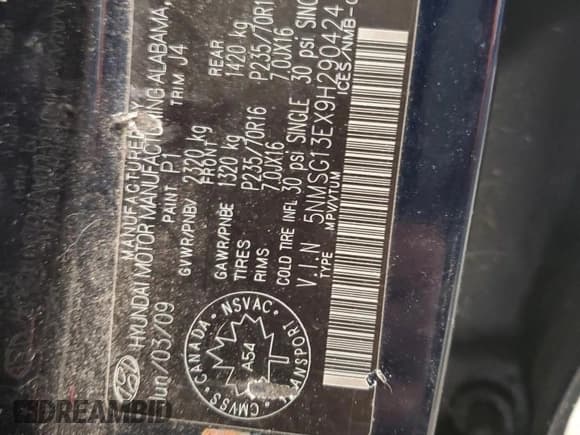 MANUFACTURED BY
HYUNDAI MOTOR MANUFACTURING ALABAMA,
Jun/03/09 PAINT P1 TRIM J4
GVWR/PNBV 2320 kg
FRONT REAR
GAWR/PNBE 1320 kg 1420 kg
TIRES P235/70R16 P235/70R1
RIMS 7.00X16 7.00X16
COLD TIRE INFL 30 psi SINGLE 30 psi SING
V.I.N 5NMSG13EX9H290424
TYPE MPV/VTUM ICES/NMB-0
CMVSS • CANADA • NSVAC • TRANSPORT
A54
DREAMBID